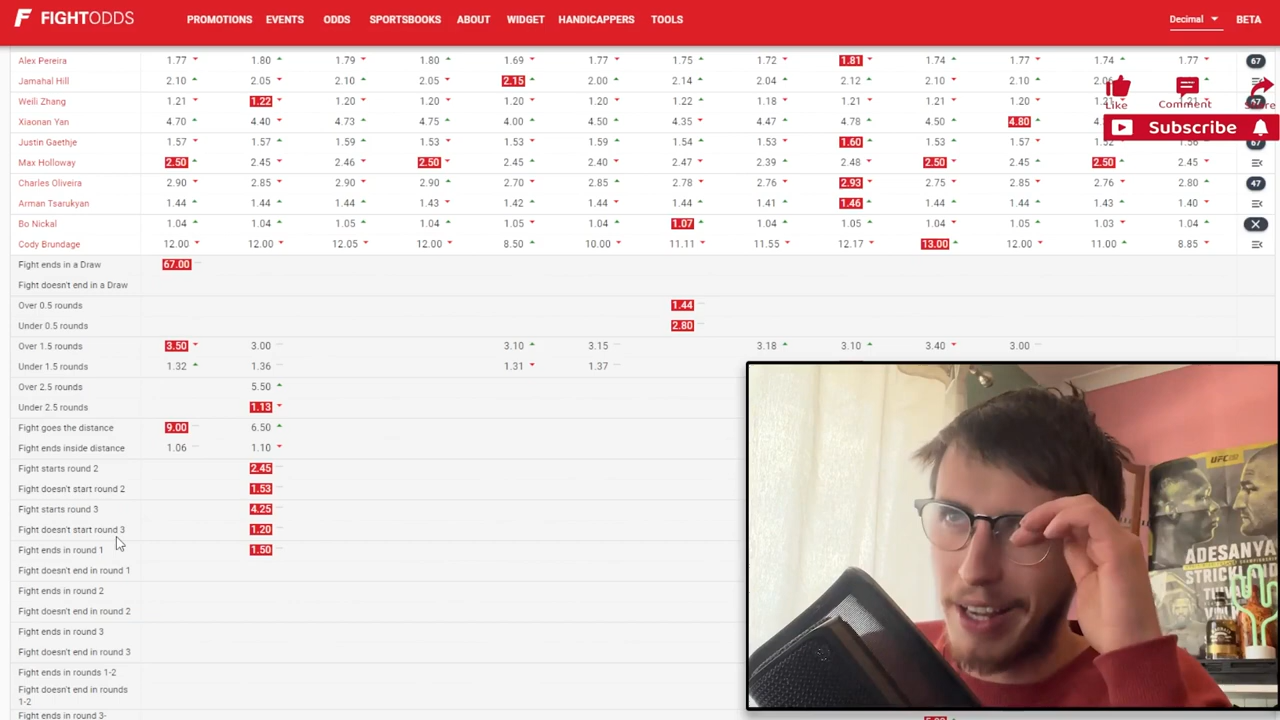 FIGHTODDS PROMOTIONS EVENTS ODDS SPORTSBOOKS ABOUT WIDGET HANDICAPPERS TOOLS Decimal BETA
Alex Pereira 1.77 1.80 1.79 1.80 1.69 1.77 1.75 1.72 1.81 1.74 1.77 1.74 1.77 67
Jamahal Hill 2.10 2.05 2.10 2.05 2.15 2.00 2.14 2.04 2.12 2.10 2.10
Like Comment Share
Weili Zhang 1.21 1.22 1.20 1.20 1.20 1.20 1.22 1.18 1.21 1.21 1.20
Xiaonan Yan 4.70 4.40 4.73 4.75 4.00 4.50 4.35 4.47 4.78 4.50 4.80
Subscribe
Justin Gaethje 1.57 1.57 1.59 1.53 1.53 1.59 1.54 1.53 1.60 1.53 1.57 67
Max Holloway 2.50 2.45 2.46 2.50 2.45 2.40 2.47 2.39 2.48 2.50 2.45 2.50 2.45
Charles Oliveira 2.90 2.85 2.90 2.90 2.70 2.85 2.78 2.76 2.93 2.75 2.85 2.76 2.80 47
Arman Tsarukyan 1.44 1.44 1.44 1.43 1.42 1.44 1.44 1.41 1.46 1.44 1.44 1.43 1.40
Bo Nickal 1.04 1.04 1.05 1.04 1.05 1.04 1.07 1.04 1.05 1.04 1.05 1.03 1.04
Cody Brundage 12.00 12.00 12.05 12.00 8.50 10.00 11.11 11.55 12.17 13.00 12.00 11.00 8.85
Fight ends in a Draw 67.00
Fight doesn't end in a Draw
Over 0.5 rounds 1.44
Under 0.5 rounds 2.80
Over 1.5 rounds 3.50 3.00 3.10 3.15 3.18 3.10 3.40 3.00
Under 1.5 rounds 1.32 1.36 1.31 1.37
Over 2.5 rounds 5.50
Under 2.5 rounds 1.13
Fight goes the distance 9.00 6.50
Fight ends inside distance 1.06 1.10
Fight starts round 2 2.45
Fight doesn't start round 2 1.53
Fight starts round 3 4.25
Fight doesn't start round 3 1.20
Fight ends in round 1 1.50
Fight doesn't end in round 1
Fight ends in round 2
Fight doesn't end in round 2
Fight ends in round 3
Fight doesn't end in round 3
Fight ends in rounds 1-2
Fight doesn't end in rounds
1-2
Fight ends in round 3-
UFC
ADESANYA
STRICKLAND